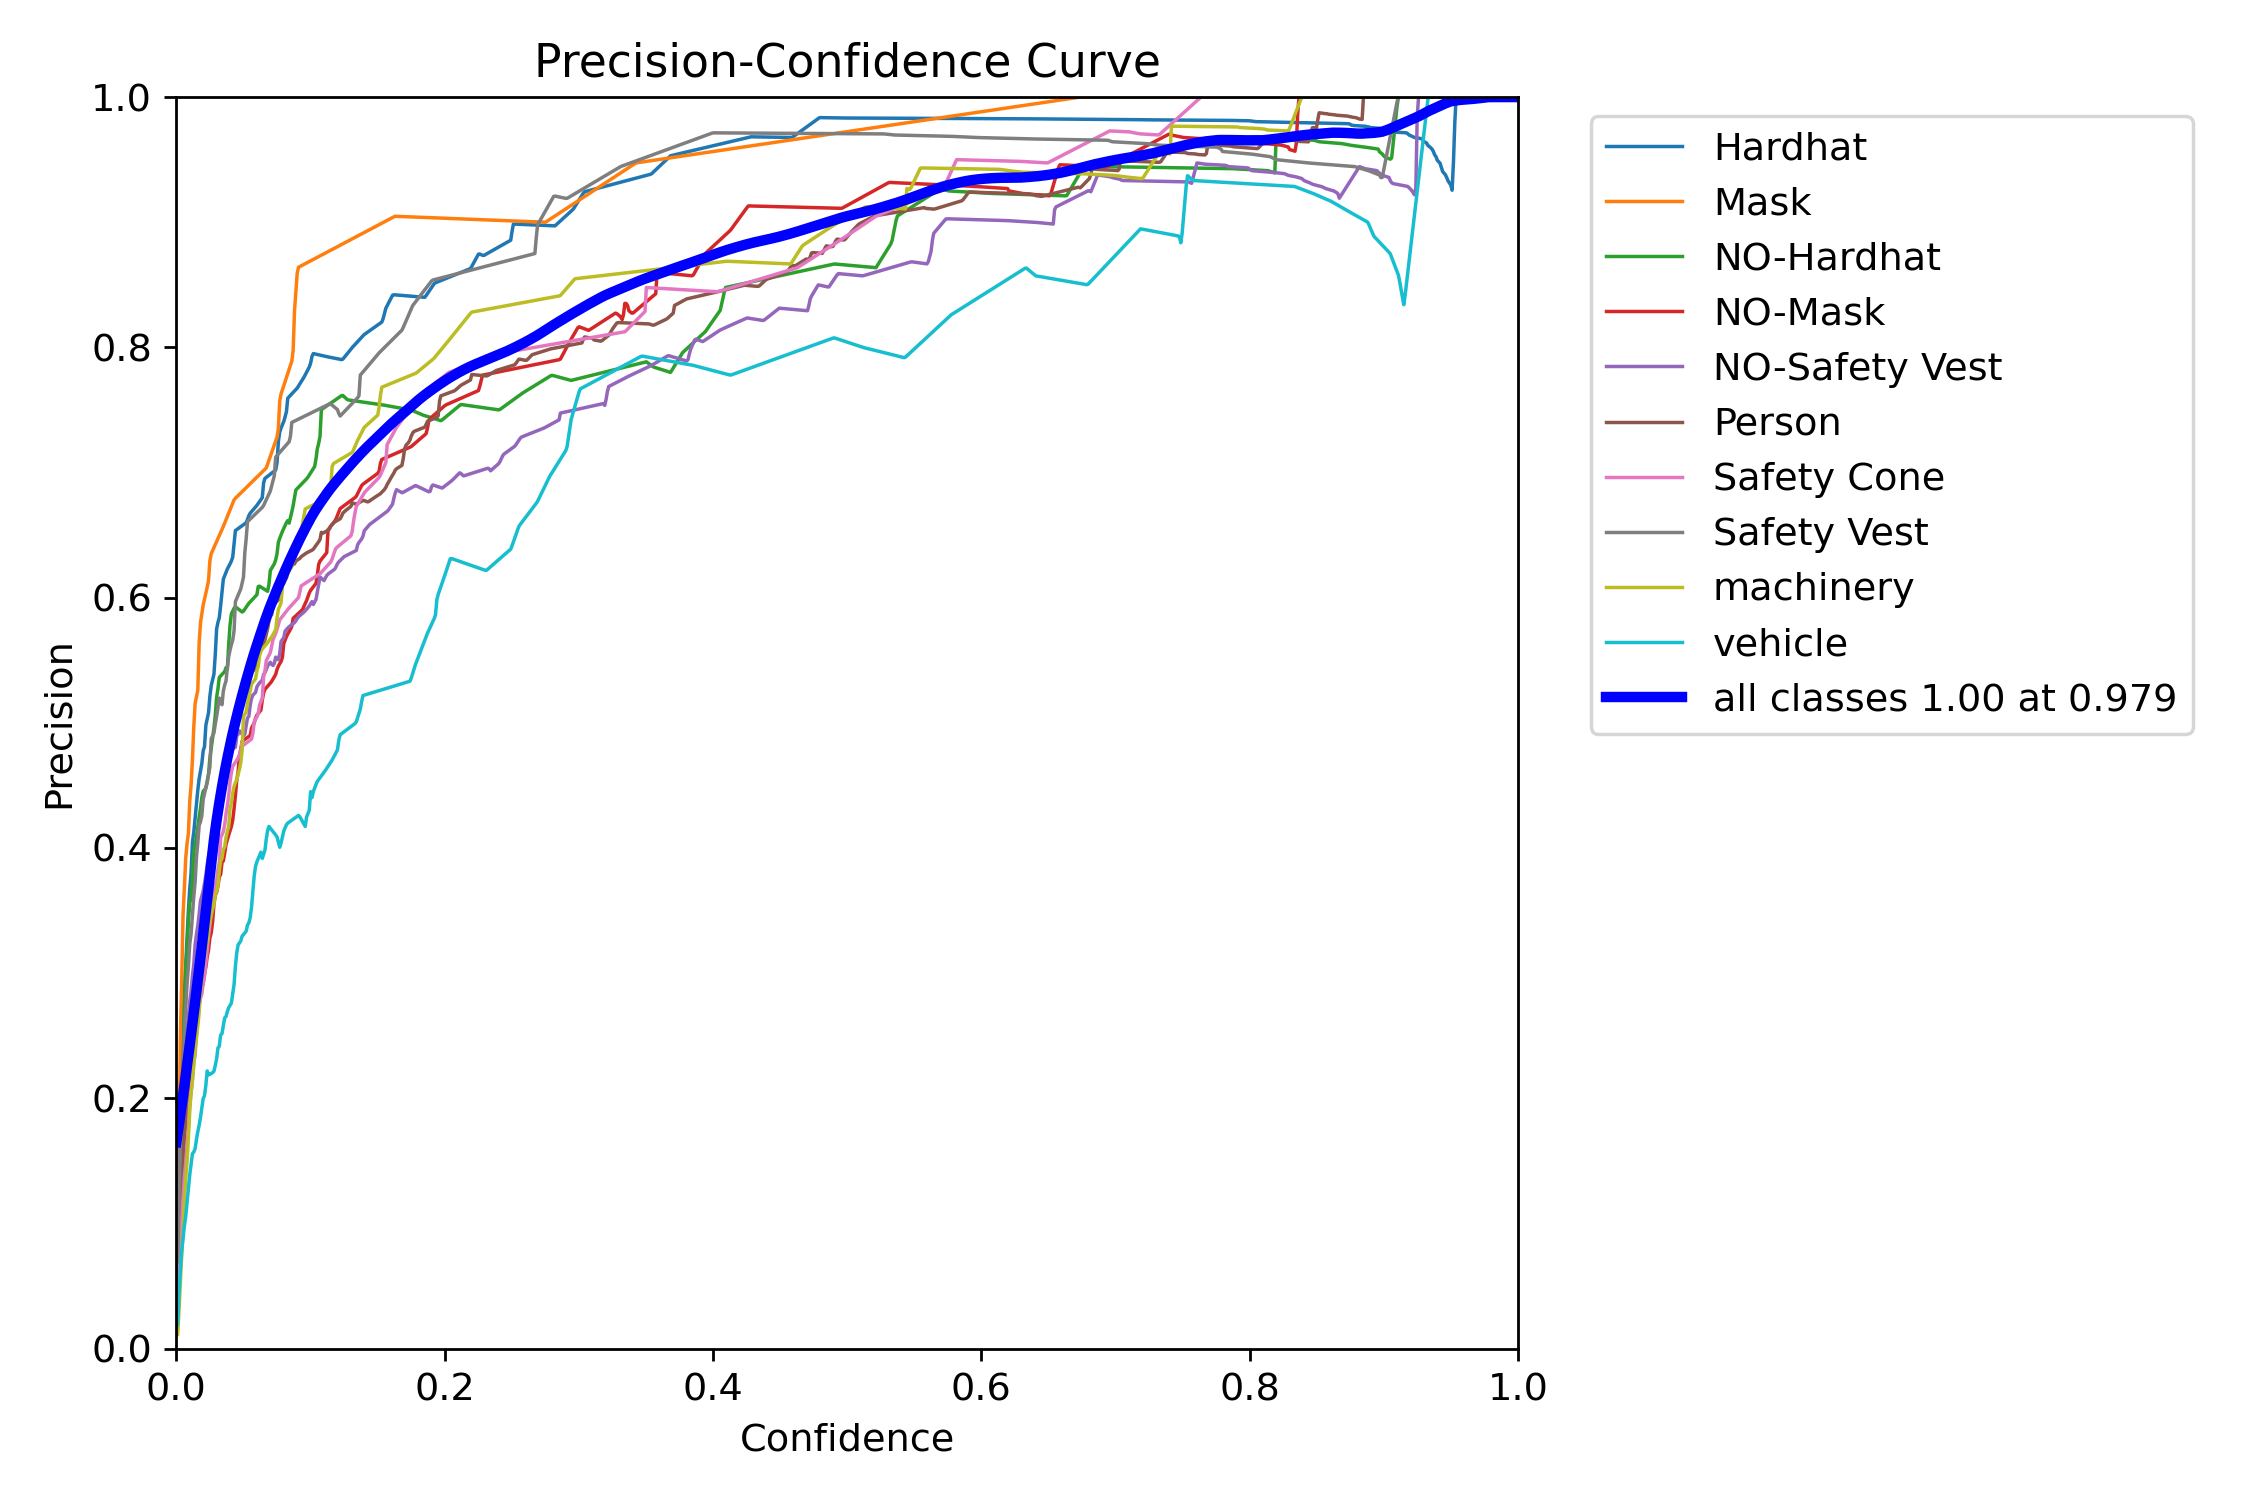 Precision-Confidence Curve
1.0
0.8
0.6
0.4
0.2
0.0
Precision
0.0 0.2 0.4 0.6 0.8 1.0
Confidence
Hardhat
Mask
NO-Hardhat
NO-Mask
NO-Safety Vest
Person
Safety Cone
Safety Vest
machinery
vehicle
all classes 1.00 at 0.979